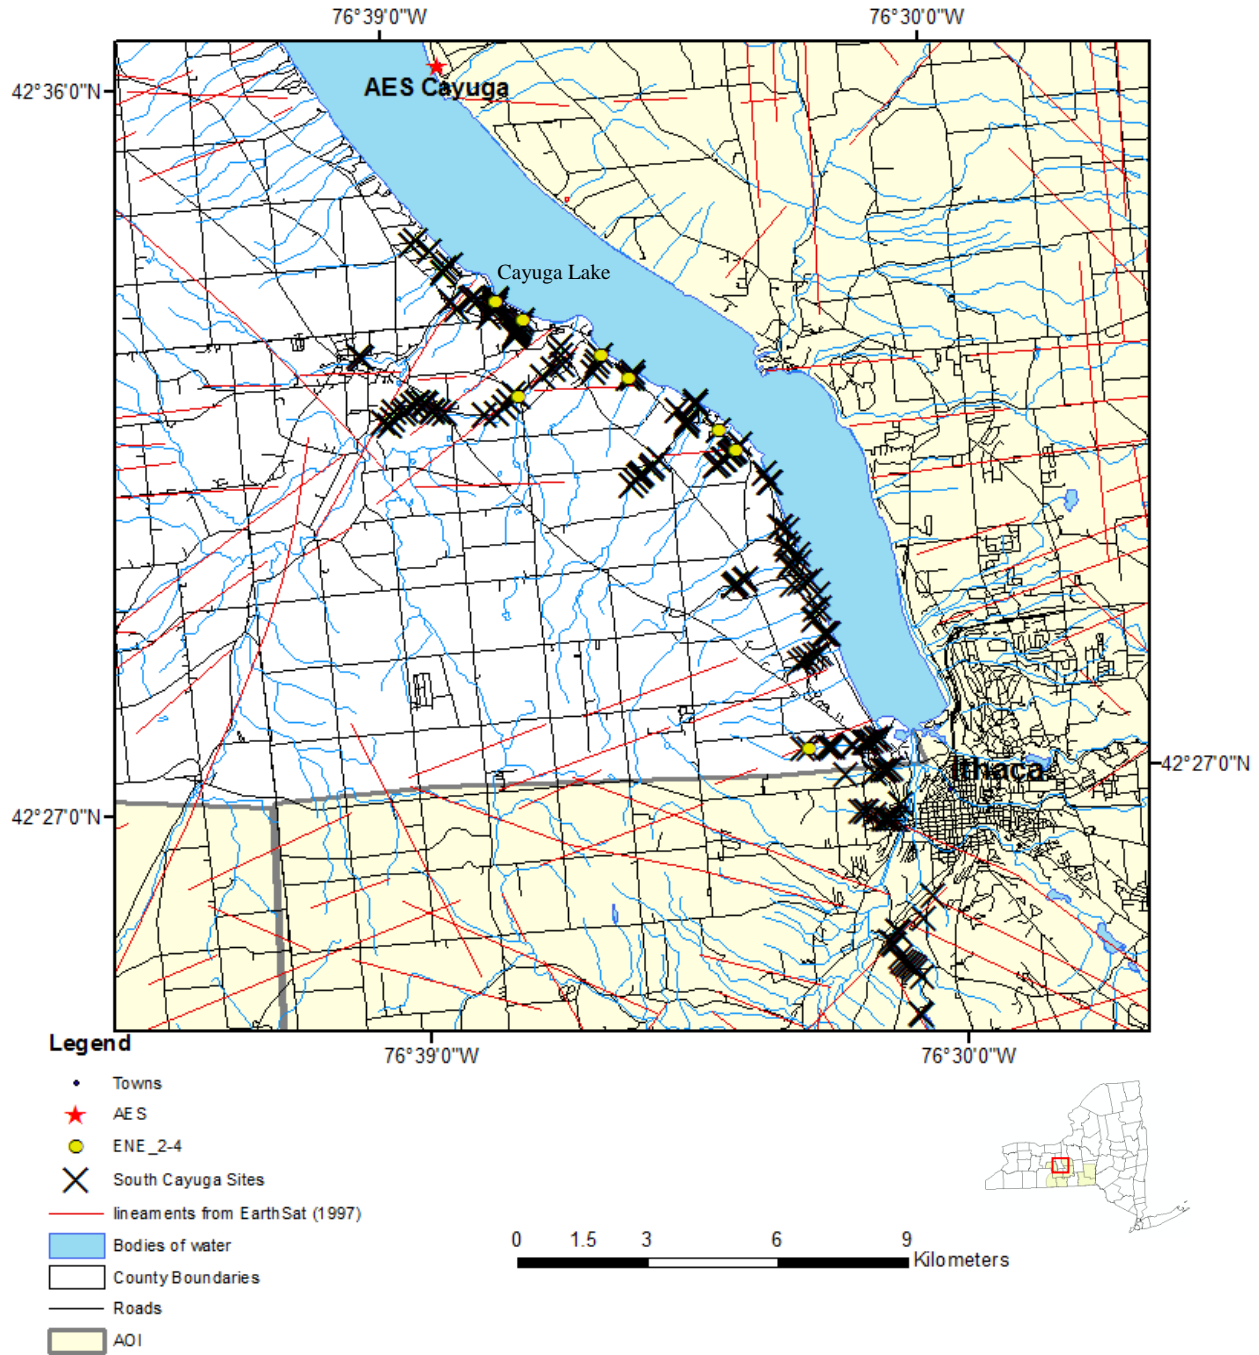 76°39'0"W
76°30'0"W
42°36'0"N
AES Cayuga
Cayuga Lake
Ithaca
42°27'0"N
42°27'0"N
Legend
76°39'0"W
76°30'0"W
Towns
AES
ENE_2-4
South Cayuga Sites
lineaments from EarthSat (1997)
Bodies of water
County Boundaries
Roads
AOI
0 1.5 3 6 9
Kilometers